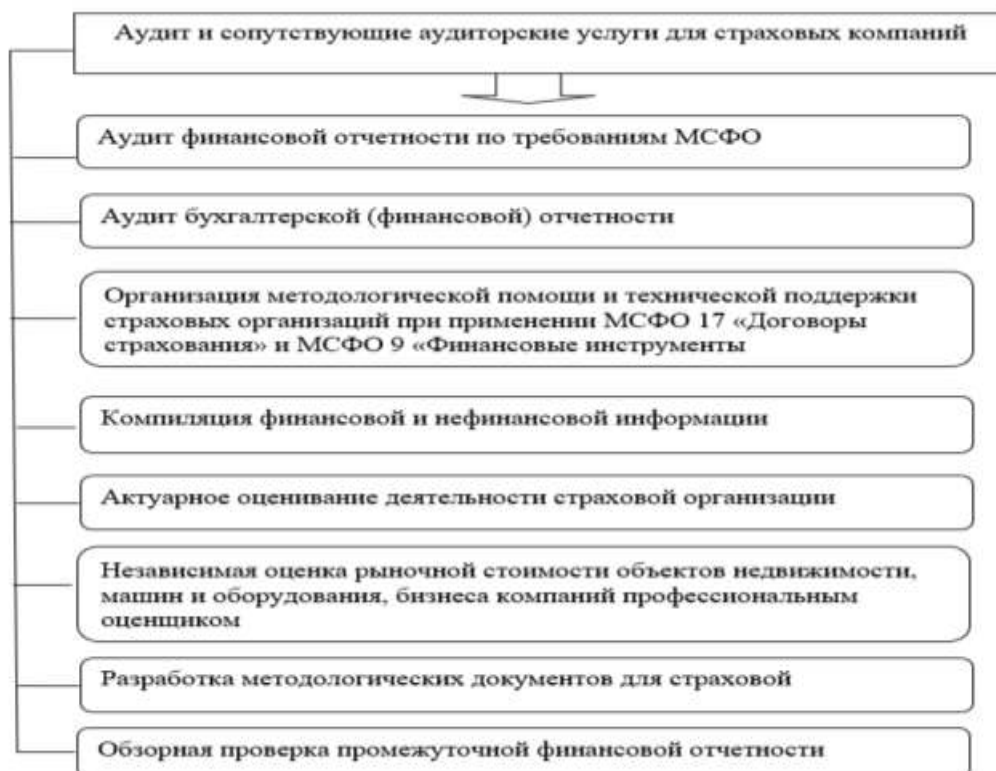 Аудит и сопутствующие аудиторские услуги для страховых компаний
Аудит финансовой отчетности по требованиям МСФО
Аудит бухгалтерской (финансовой) отчетности
Организация методологической помощи и технической поддержки
страховых организаций при применении МСФО 17 «Договоры
страхования» и МСФО 9 «Финансовые инструменты
Компиляция финансовой и нефинансовой информации
Актуарное оценивание деятельности страховой организации
Независимая оценка рыночной стоимости объектов недвижимости,
машин и оборудования, бизнеса компаний профессиональным
оценщиком
Разработка методологических документов для страховой
Обзорная проверка промежуточной финансовой отчетности